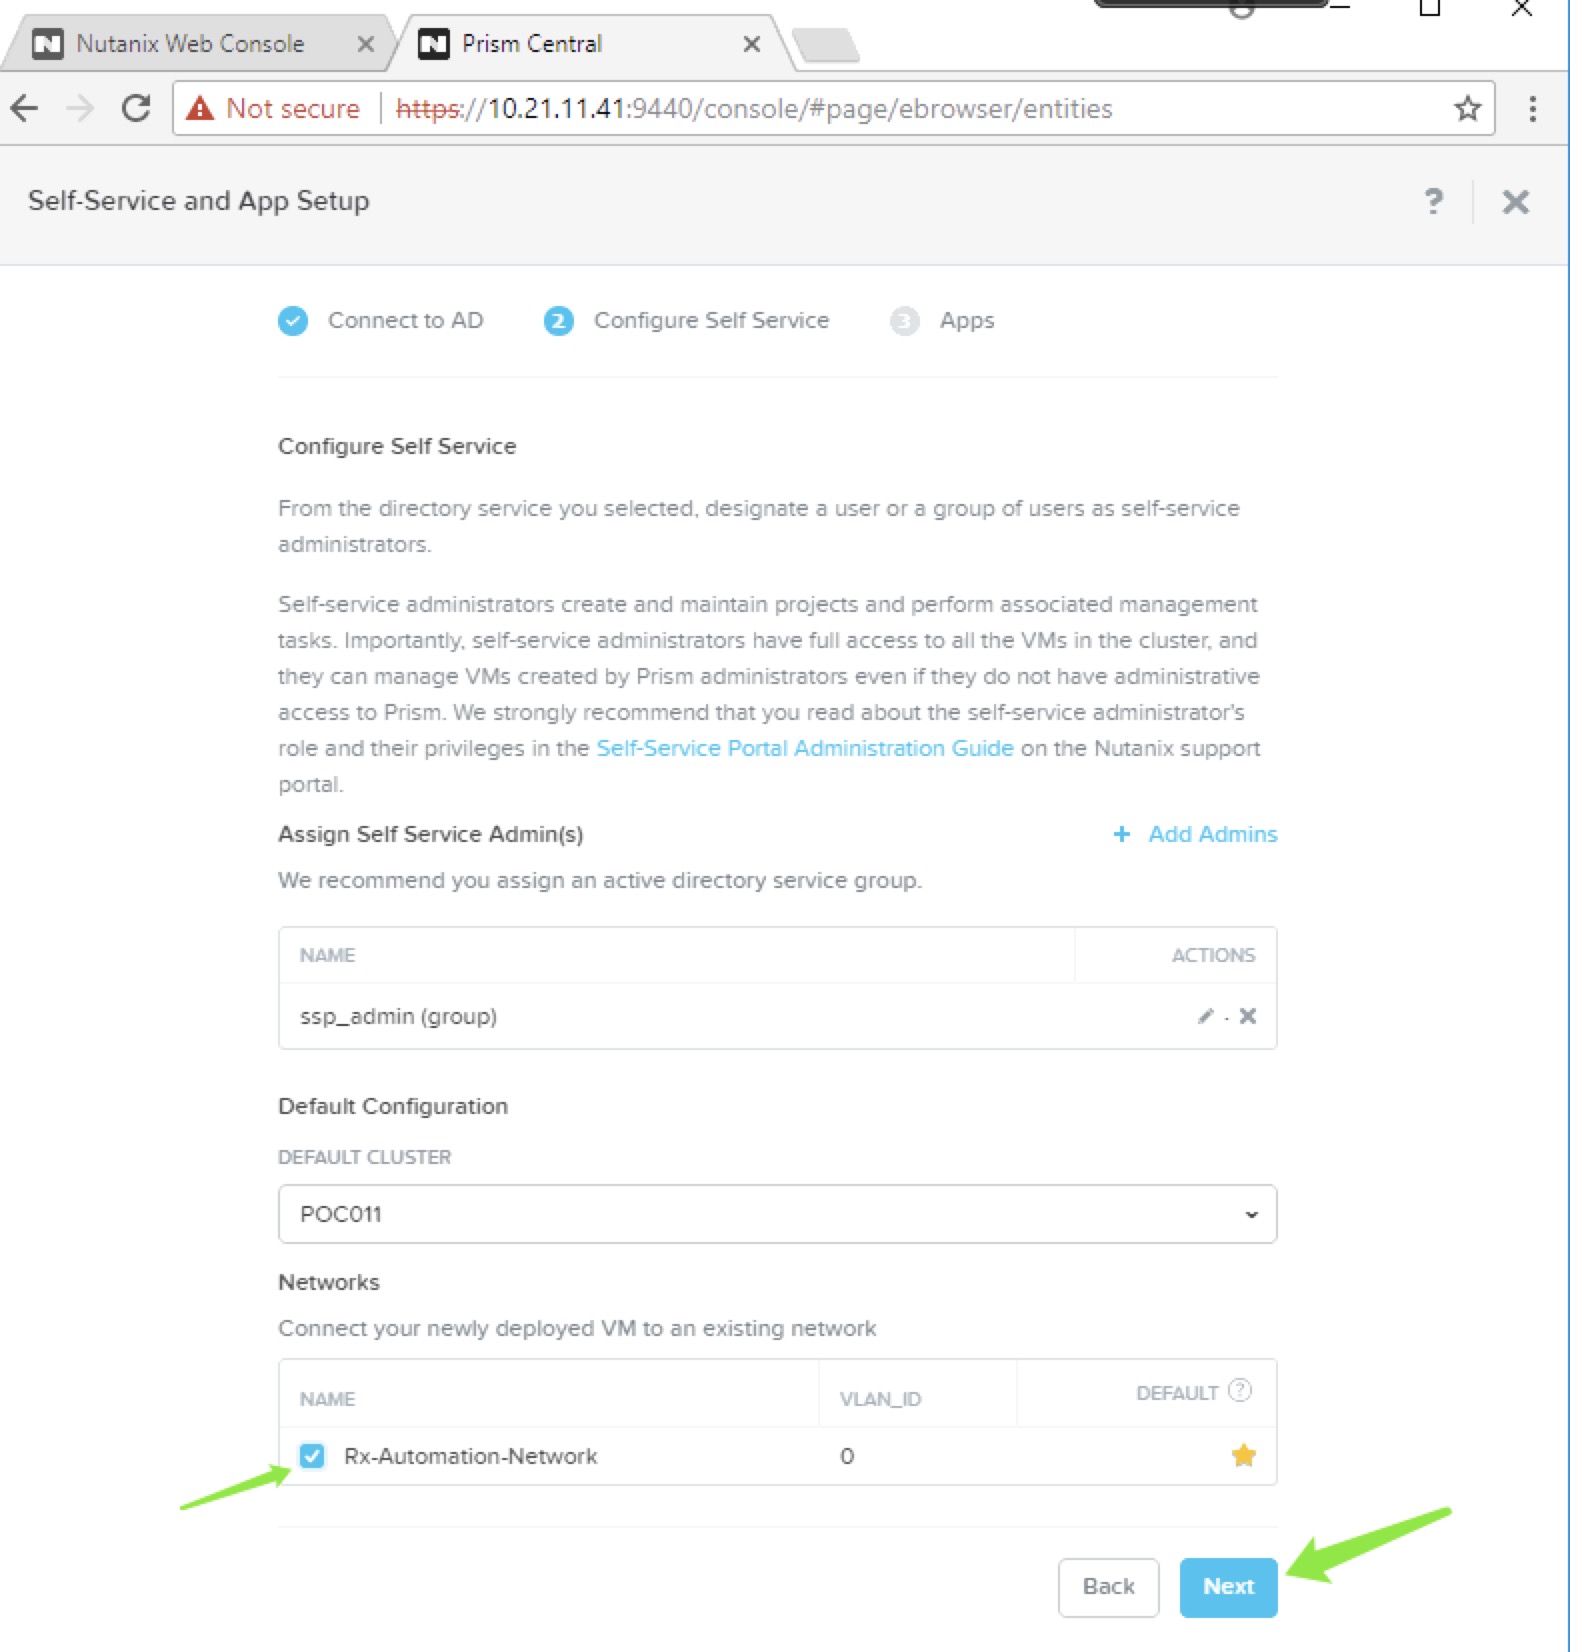 Nutanix Web Console
Prism Central
Not secure https://10.21.11.41:9440/console/#page/ebrowser/entities
Self-Service and App Setup
?
Connect to AD 2 Configure Self Service 3 Apps
Configure Self Service
From the directory service you selected, designate a user or a group of users as self-service
administrators.
Self-service administrators create and maintain projects and perform associated management
tasks. Importantly, self-service administrators have full access to all the VMs in the cluster, and
they can manage VMs created by Prism administrators even if they do not have administrative
access to Prism. We strongly recommend that you read about the self-service administrator's
role and their privileges in the Self-Service Portal Administration Guide on the Nutanix support
portal.
Assign Self Service Admin(s) + Add Admins
We recommend you assign an active directory service group.
NAME ACTIONS
ssp_admin (group)
Default Configuration
DEFAULT CLUSTER
POC011
Networks
Connect your newly deployed VM to an existing network
NAME VLAN_ID DEFAULT ?
Rx-Automation-Network 0
Back Next